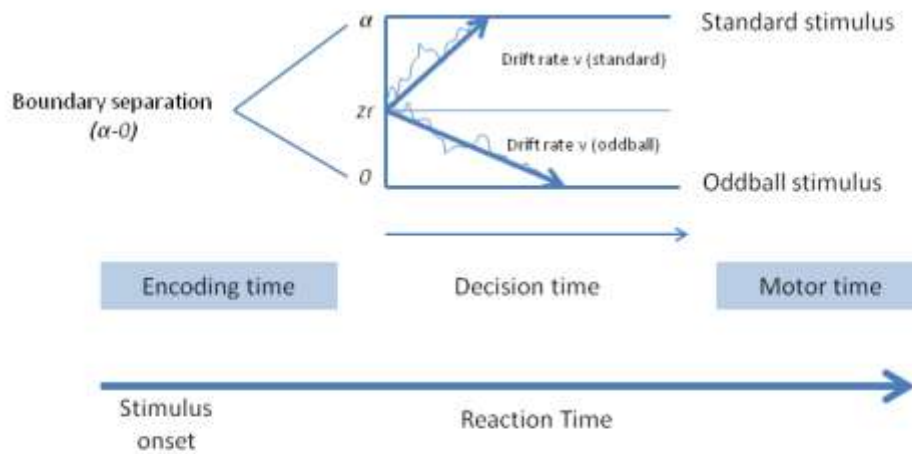 α
Standard stimulus
Drift rate v (standard)
Boundary separation
(α-0)
zr
Drift rate v (oddball)
0
Oddball stimulus
Encoding time
Decision time
Motor time
Stimulus
onset
Reaction Time